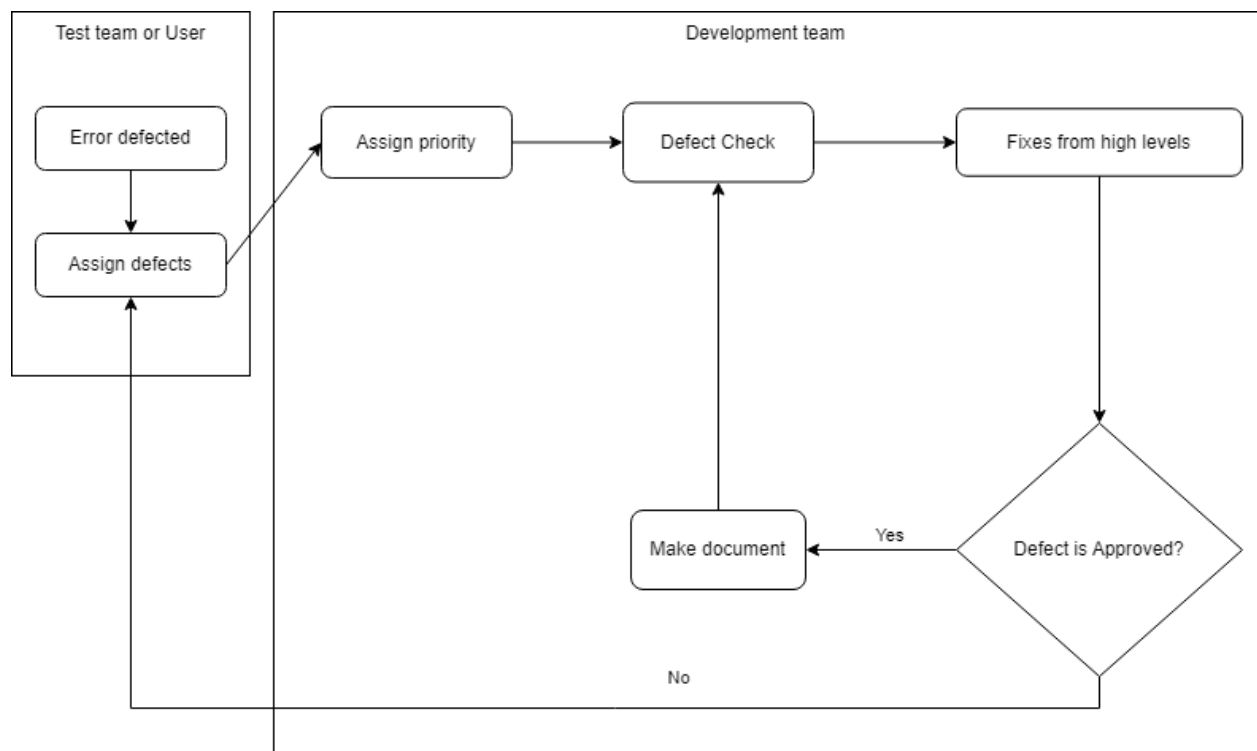 Test team or User
Development team
Error defected
Assign priority
Defect Check
Fixes from high levels
Assign defects
Make document
Yes
Defect is Approved?
No